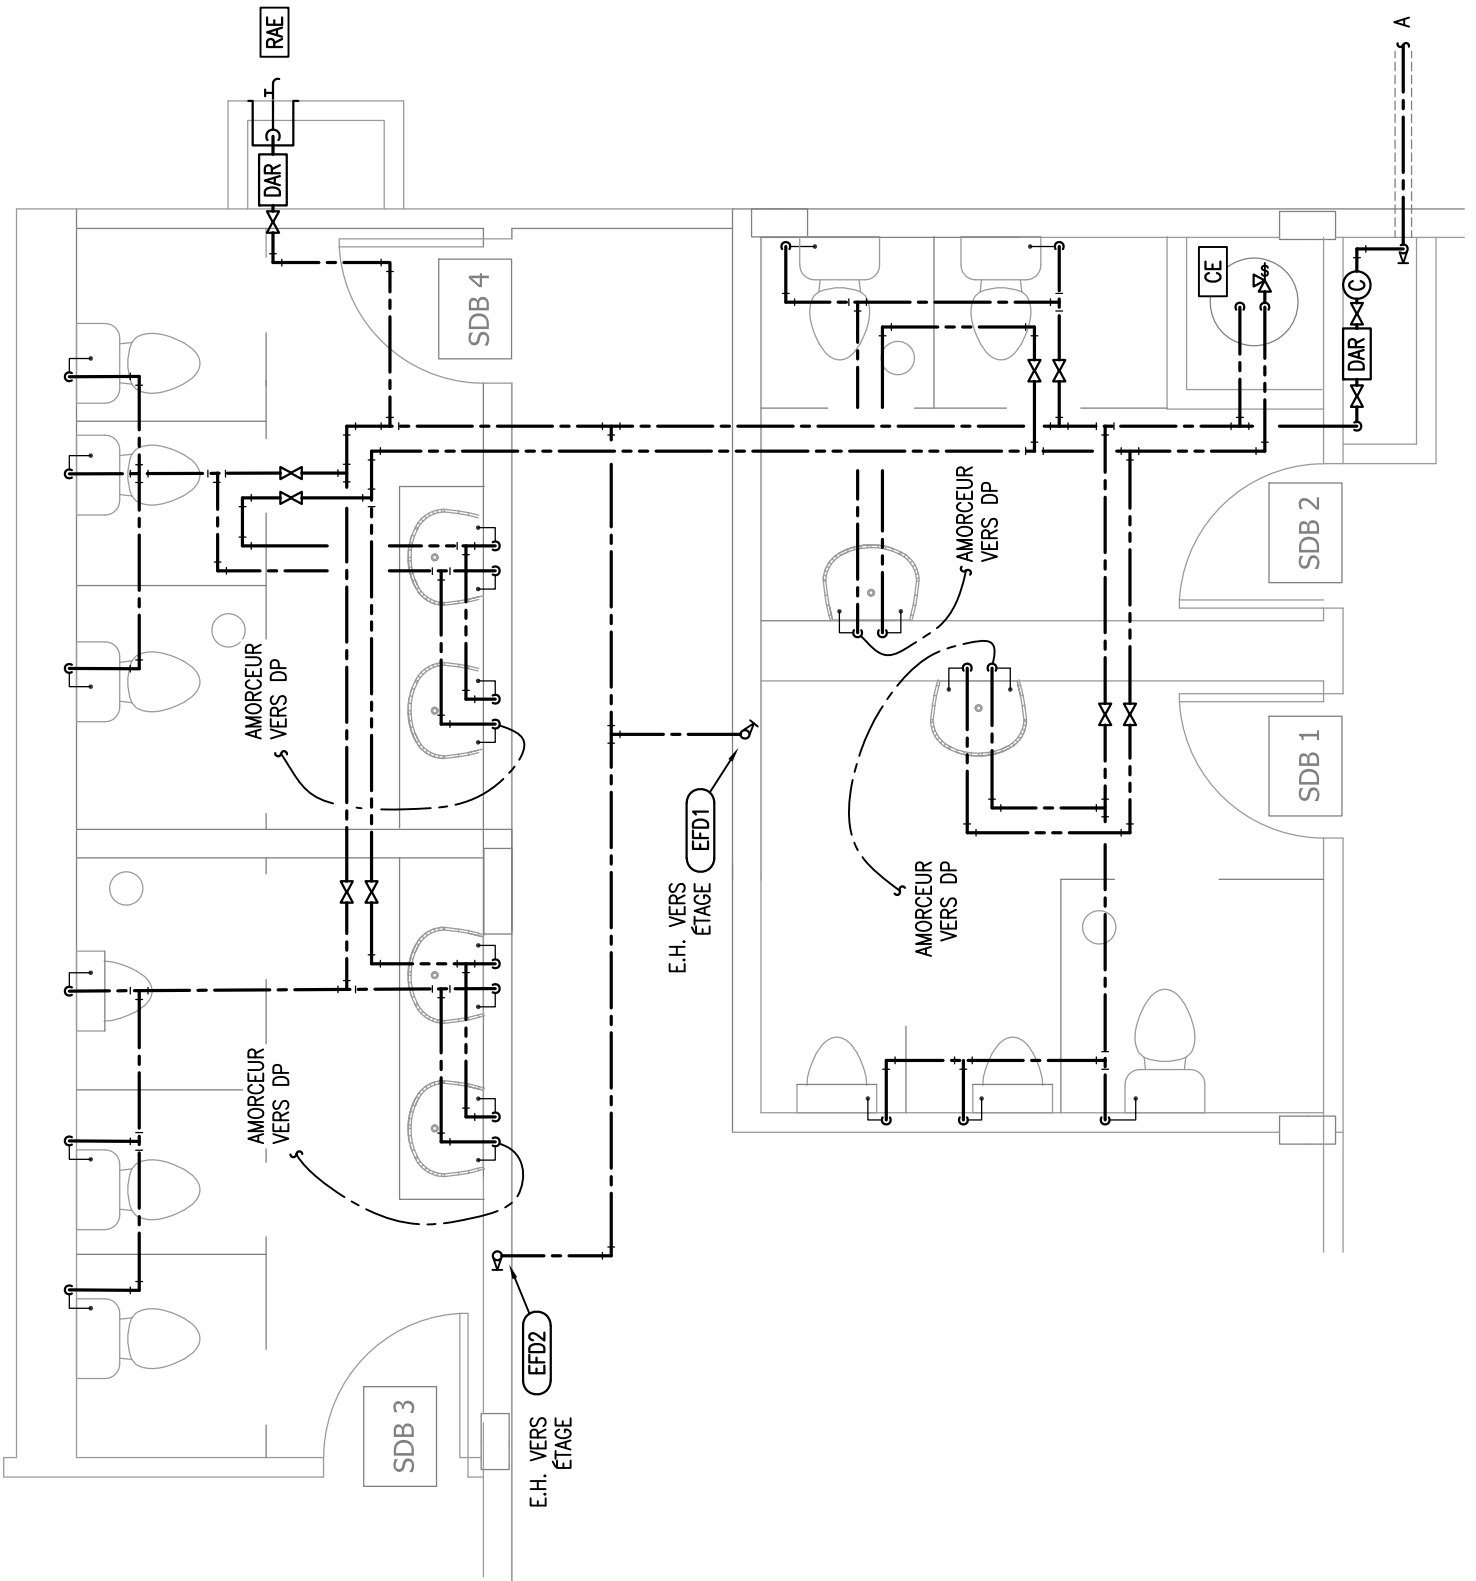 RAE
DAR
A
SDB 4
CE
C
DAR
AMORCEUR
VERS DP
SDB 2
AMORCEUR
VERS DP
SDB 1
EFD1
E.H. VERS
ÉTAGE
AMORCEUR
VERS DP
AMORCEUR
VERS DP
EFD2
E.H. VERS
ÉTAGE
SDB 3